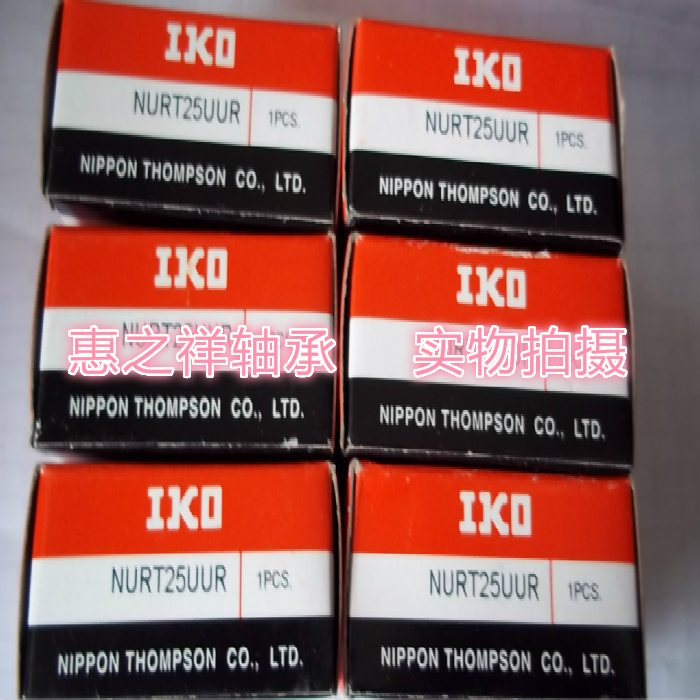 IKO
NURT25UUR 1PCS.
NIPPON THOMPSON CO., LTD.
IKO
NURT25UUR 1PCS.
NIPPON THOMPSON CO., LTD.
IKO
NIPPON THOMPSON CO., LTD.
IKO
NIPPON THOMPSON CO., LTD.
惠之祥轴承 实物拍摄
IKO
NURT25UUR 1PCS.
NIPPON THOMPSON CO., LTD.
IKO
NURT25UUR 1PCS.
NIPPON THOMPSON CO., LTD.